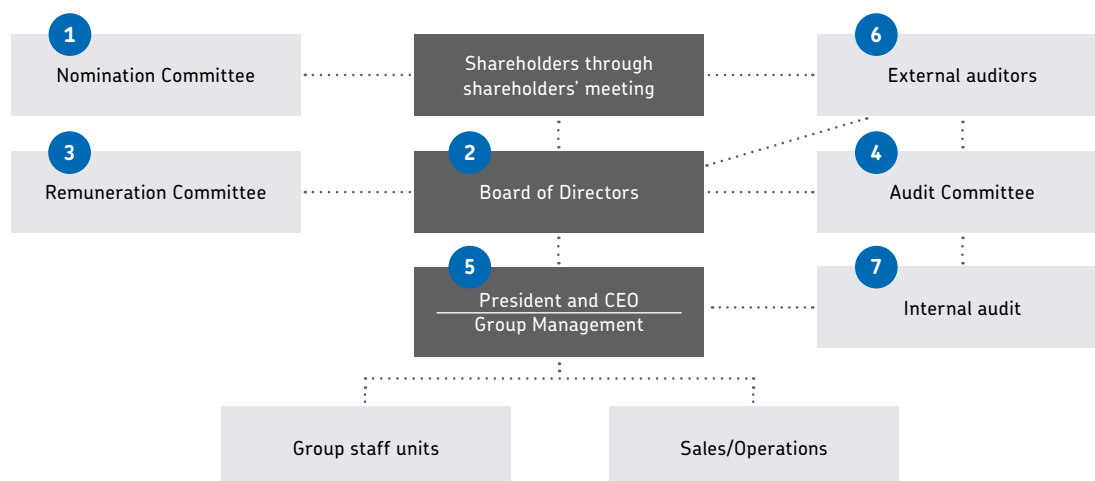 1
Nomination Committee
Shareholders through
shareholders’ meeting
6
External auditors
3
Remuneration Committee
2
Board of Directors
4
Audit Committee
5
President and CEO
Group Management
7
Internal audit
Group staff units
Sales/Operations